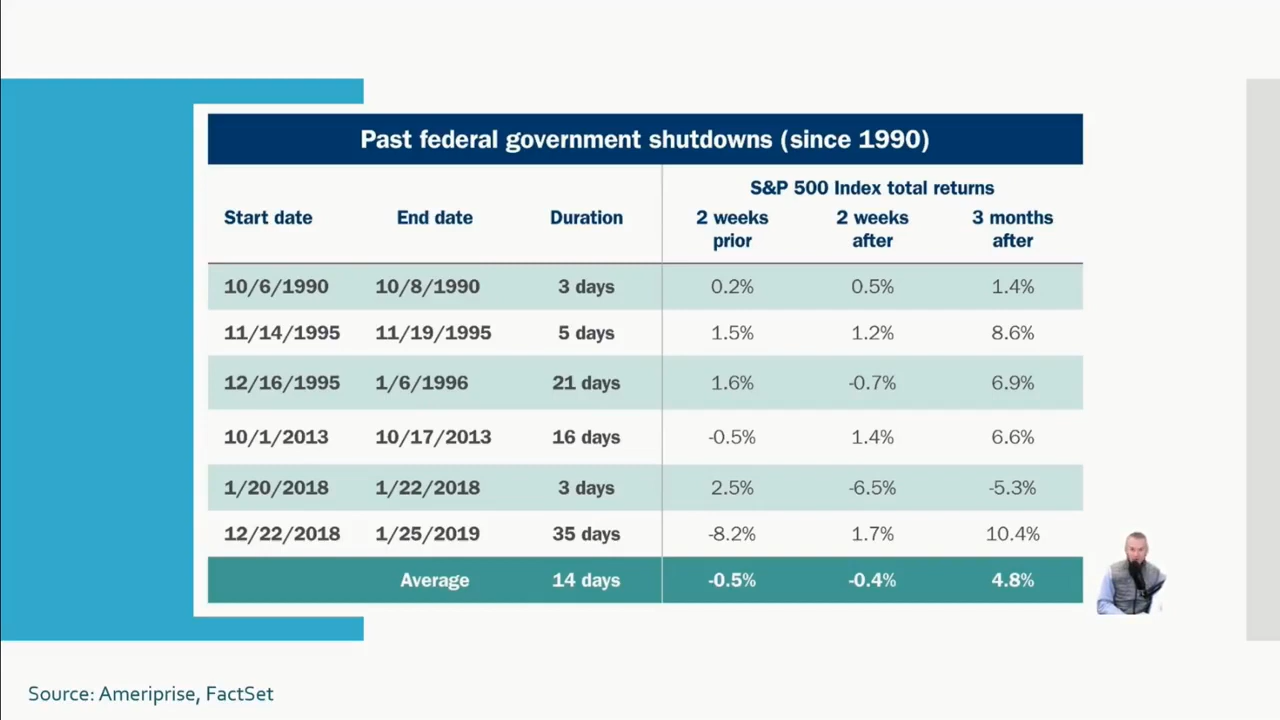 Past federal government shutdowns (since 1990)
S&P 500 Index total returns
Start date End date Duration 2 weeks prior 2 weeks after 3 months after
10/6/1990 10/8/1990 3 days 0.2% 0.5% 1.4%
11/14/1995 11/19/1995 5 days 1.5% 1.2% 8.6%
12/16/1995 1/6/1996 21 days 1.6% -0.7% 6.9%
10/1/2013 10/17/2013 16 days -0.5% 1.4% 6.6%
1/20/2018 1/22/2018 3 days 2.5% -6.5% -5.3%
12/22/2018 1/25/2019 35 days -8.2% 1.7% 10.4%
Average 14 days -0.5% -0.4% 4.8%
Source: Ameriprise, FactSet